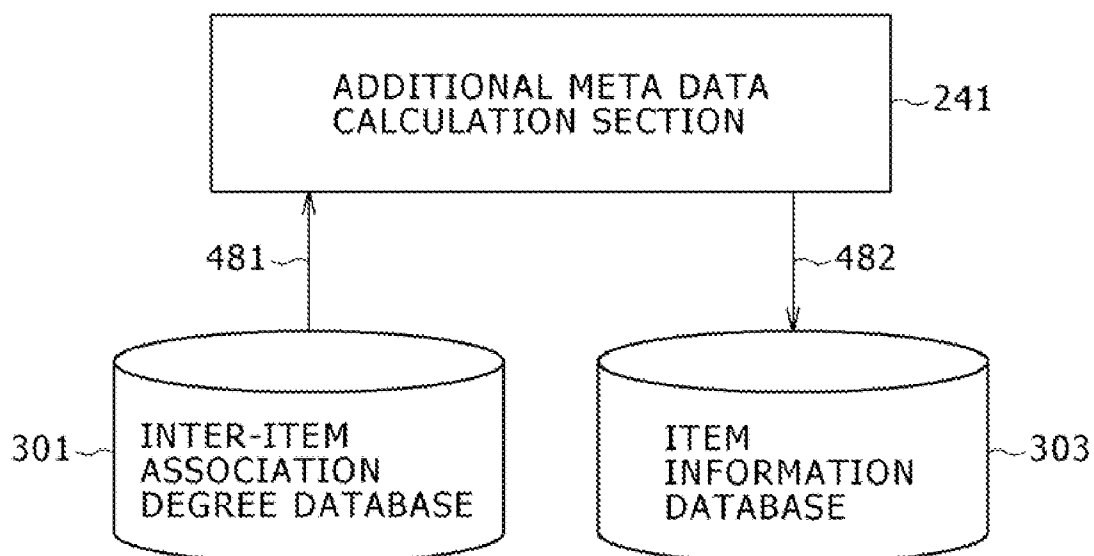 ADDITIONAL META DATA
CALCULATION SECTION
241
481
482
301
INTER-ITEM
ASSOCIATION
DEGREE DATABASE
ITEM
INFORMATION
DATABASE
303